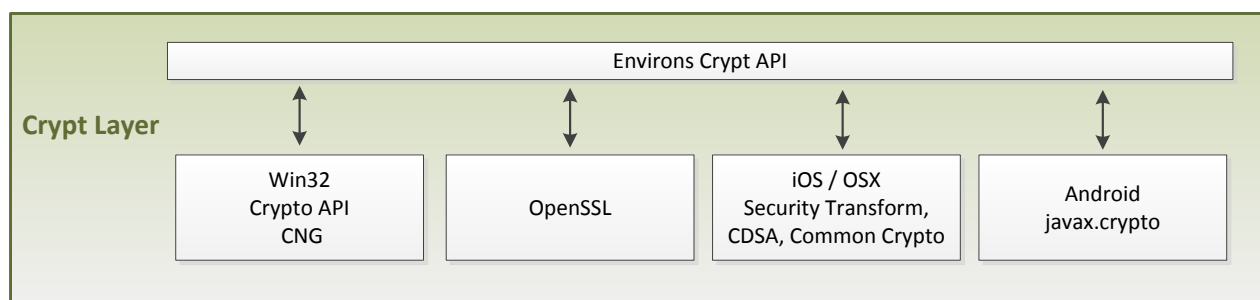 Environs Crypt API
Crypt Layer
Win32
Crypto API
CNG
OpenSSL
iOS / OSX
Security Transform,
CDSA, Common Crypto
Android
javax.crypto